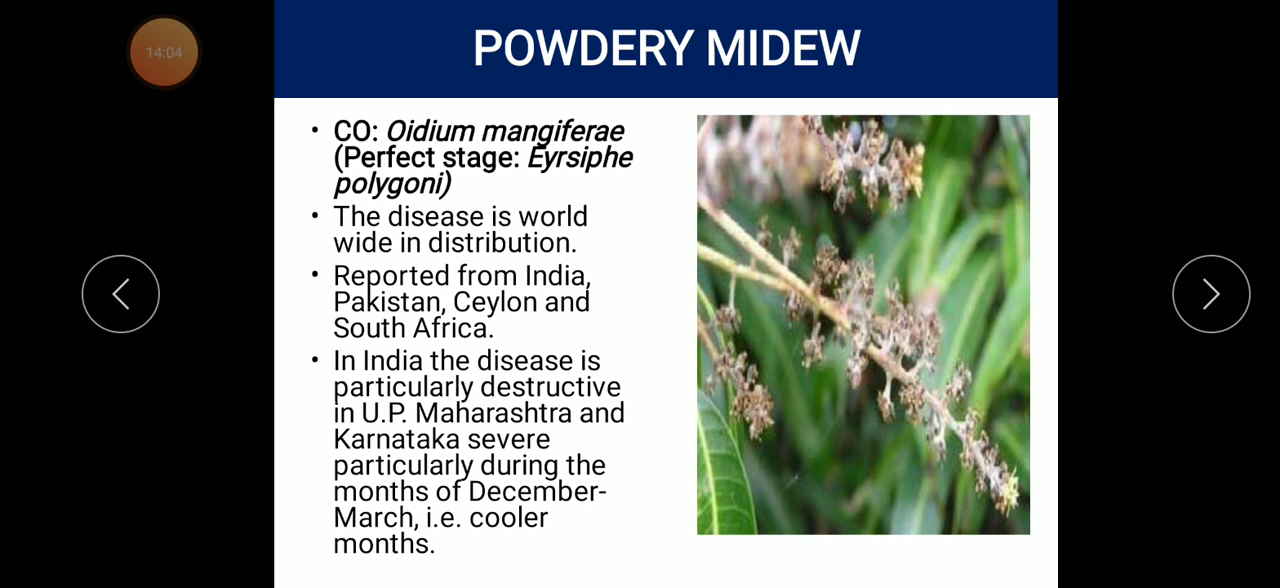 14:04
POWDERY MIDEW
• CO: Oidium mangiferae
(Perfect stage: Eyrsiphe
polygoni)
• The disease is world
wide in distribution.
• Reported from India,
Pakistan, Ceylon and
South Africa.
• In India the disease is
particularly destructive
in U.P. Maharashtra and
Karnataka severe
particularly during the
months of December-
March, i.e. cooler
months.